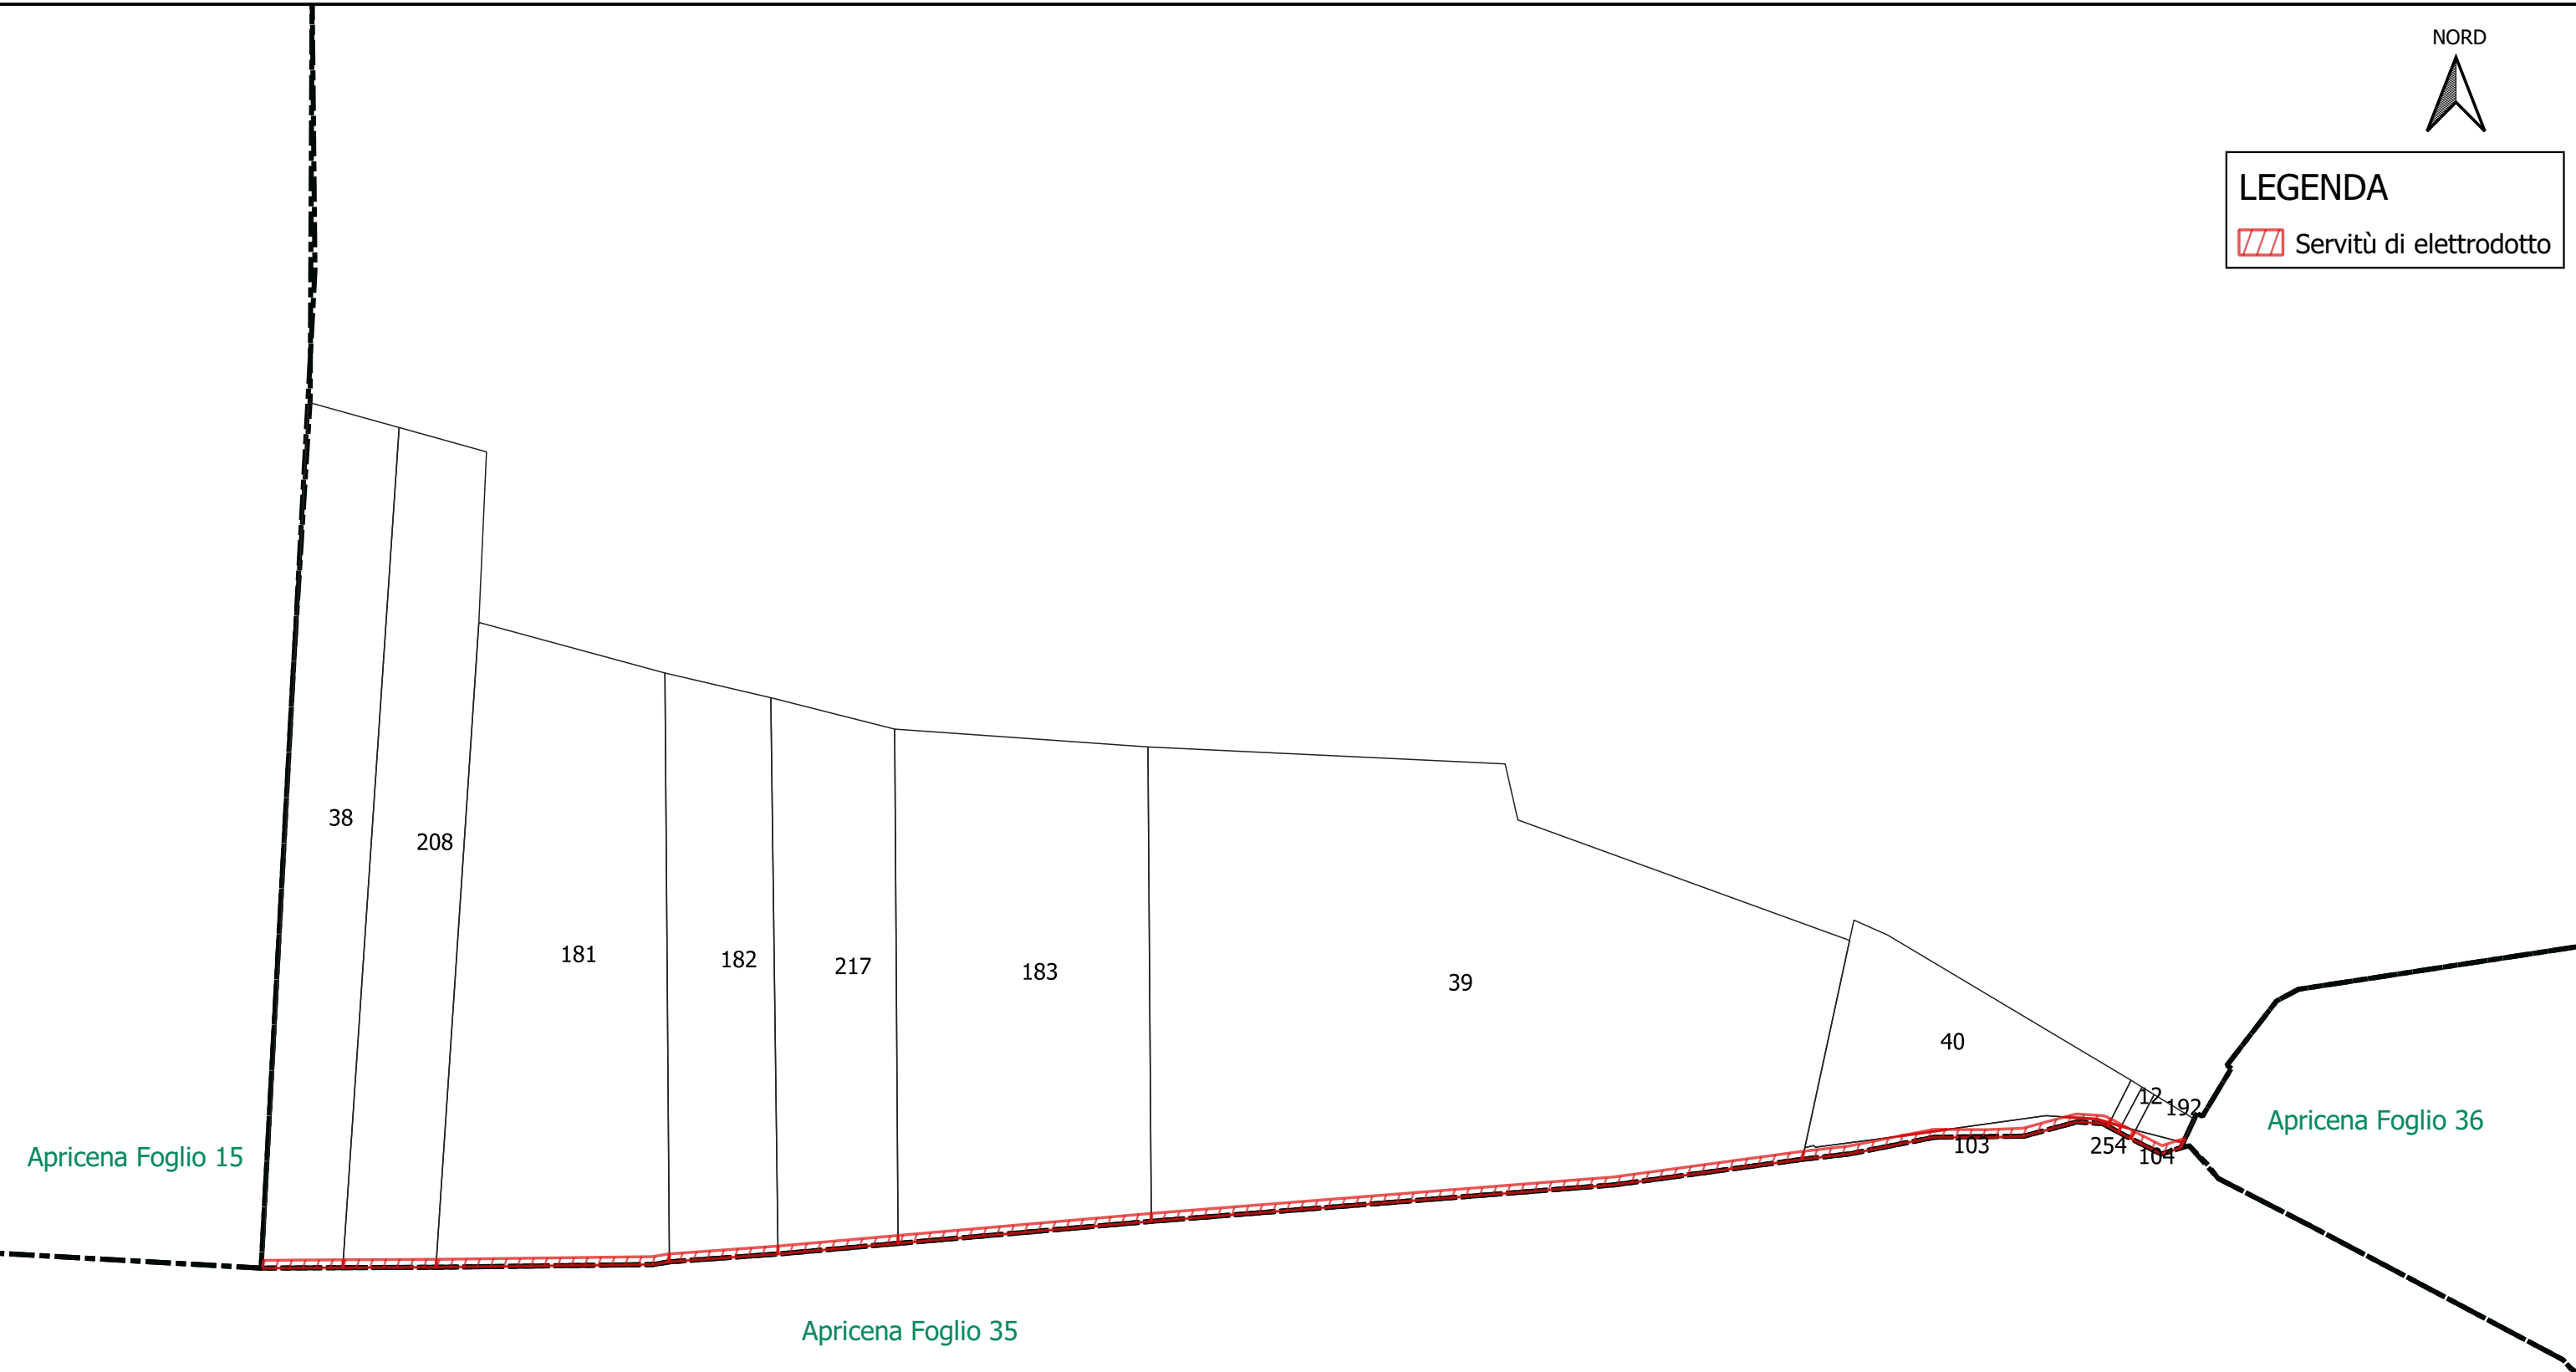 NORD
LEGENDA
Servitù di elettrodotto
38
208
181
182
217
183
39
40
12
192
103
254
104
Apricena Foglio 15
Apricena Foglio 36
Apricena Foglio 35